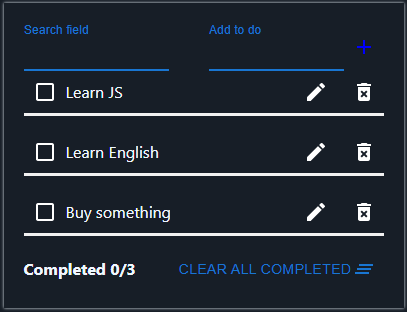 Search field
Add to do
Learn JS
Learn English
Buy something
Completed 0/3
CLEAR ALL COMPLETED